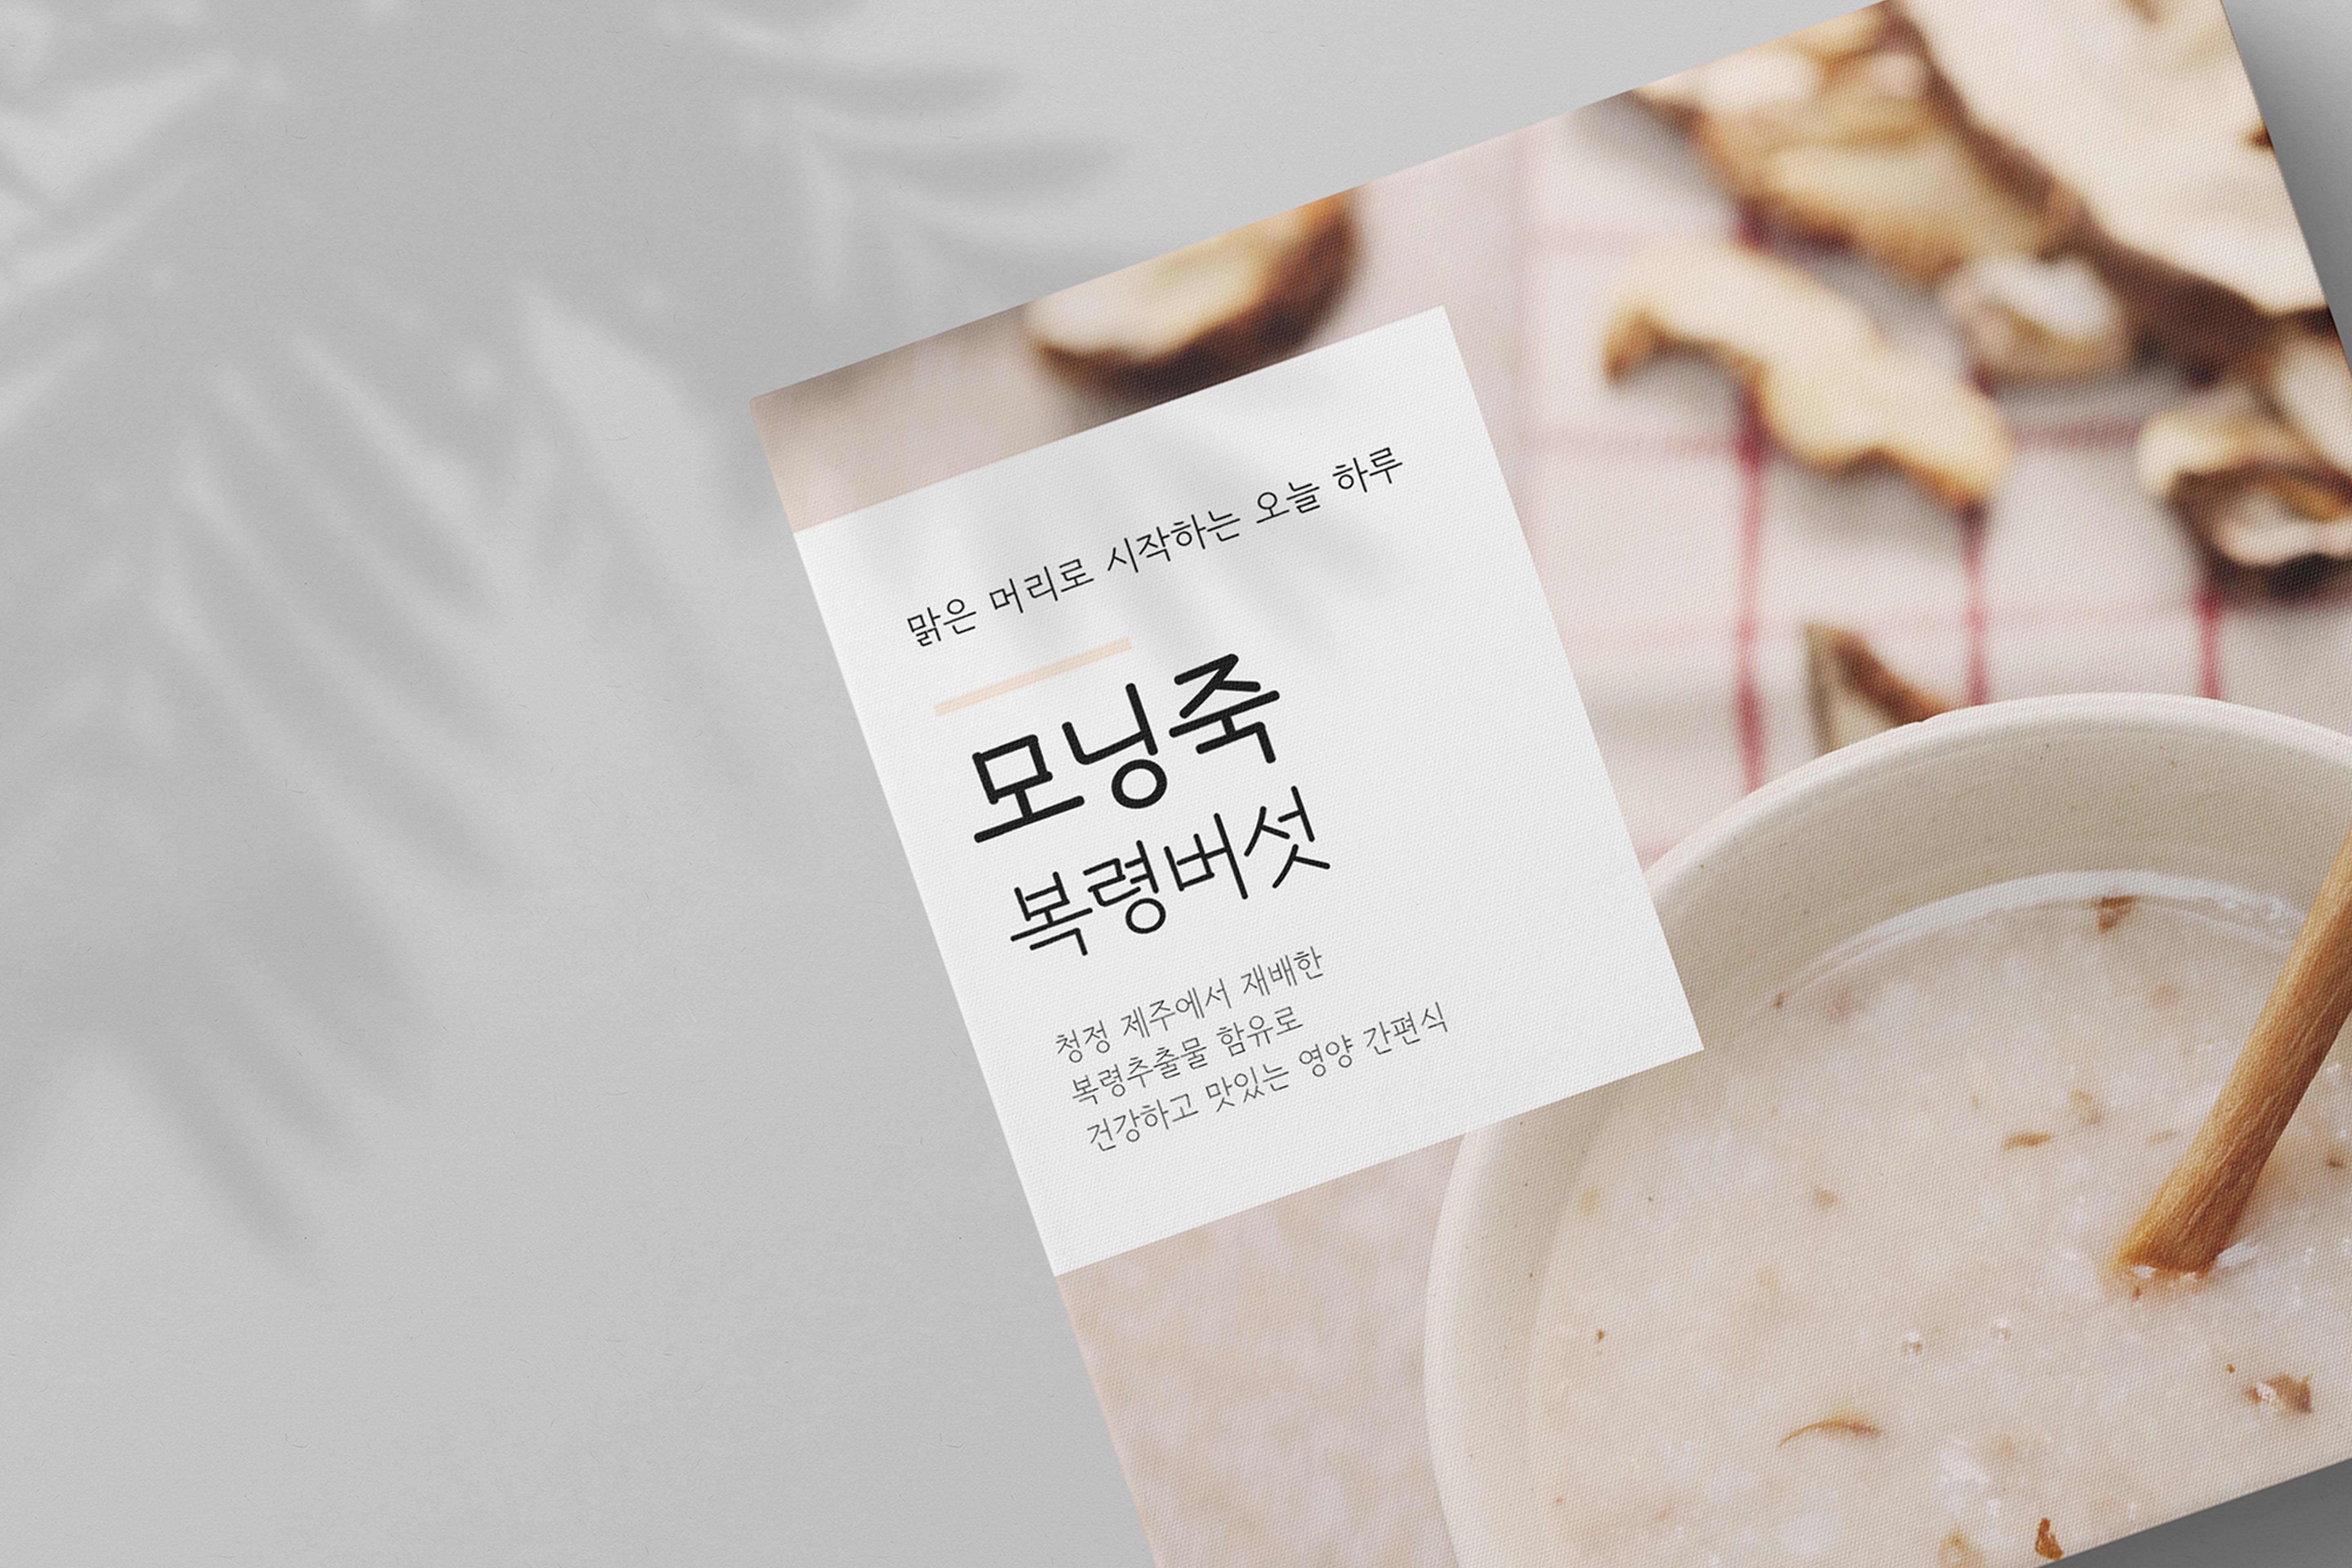 맑은 머리로 시작하는 오늘 하루
모닝죽
복령버섯
청정 제주에서 재배한
복령추출물 함유로
건강하고 맛있는 영양 간편식